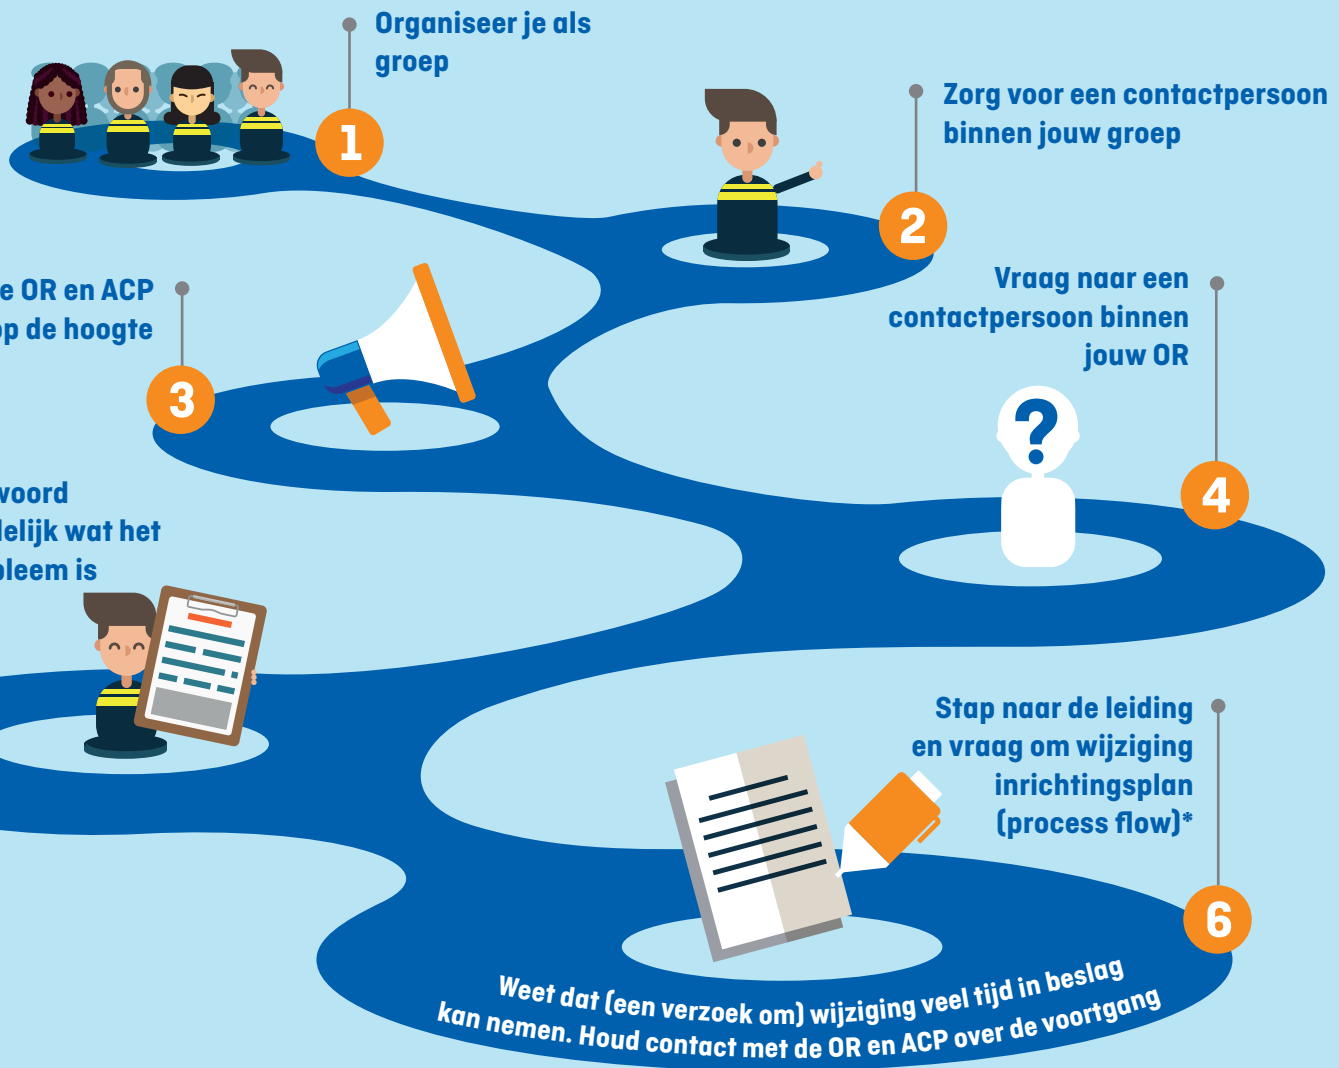 Organiseer je als
groep
1
Zorg voor een contactpersoon
binnen jouw groep
2
e OR en ACP
op de hoogte
3
Vraag naar een
contactpersoon binnen
jouw OR
?
4
woord
delijk wat het
bleem is
Stap naar de leiding
en vraag om wijziging
inrichtingsplan
(process flow)*
6
Weet dat (een verzoek om) wijziging veel tijd in beslag
kan nemen. Houd contact met de OR en ACP over de voortgang